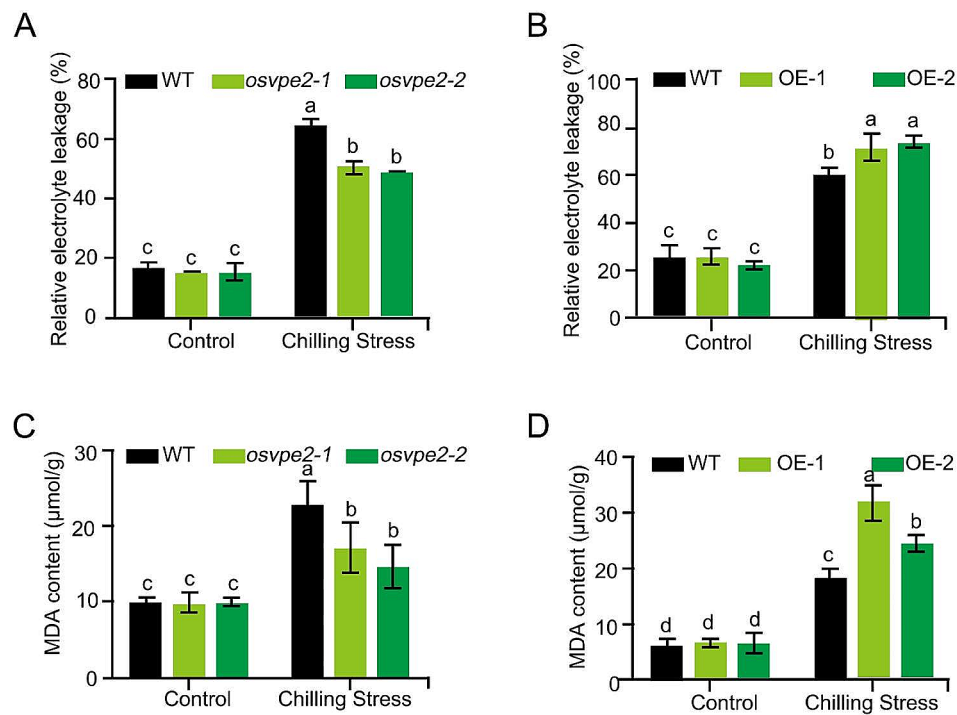 A
Relative electrolyte leakage (%)
WT osvpe2-1 osvpe2-2
80
60
40
20
0
a
b b
c c c
Control Chilling Stress
B
Relative electrolyte leakage (%)
WT OE-1 OE-2
100
80
60
40
20
0
a a
b
c c c
Control Chilling Stress
C
MDA content (μmol/g)
WT osvpe2-1 osvpe2-2
30
20
10
0
a
b b
c c c
Control Chilling Stress
D
MDA content (μmol/g)
WT OE-1 OE-2
40
30
20
10
0
a
b
c
d d d
Control Chilling Stress